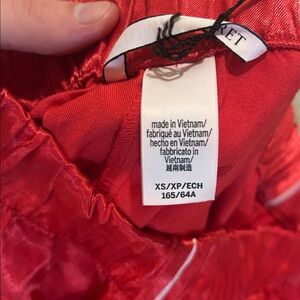 RET
made in Vietnam/
fabriqué au Vietnam/
hecho en Vietnam/
fabbricato in
Vietnam/
越南制造
XS/XP/ECH
165/64A